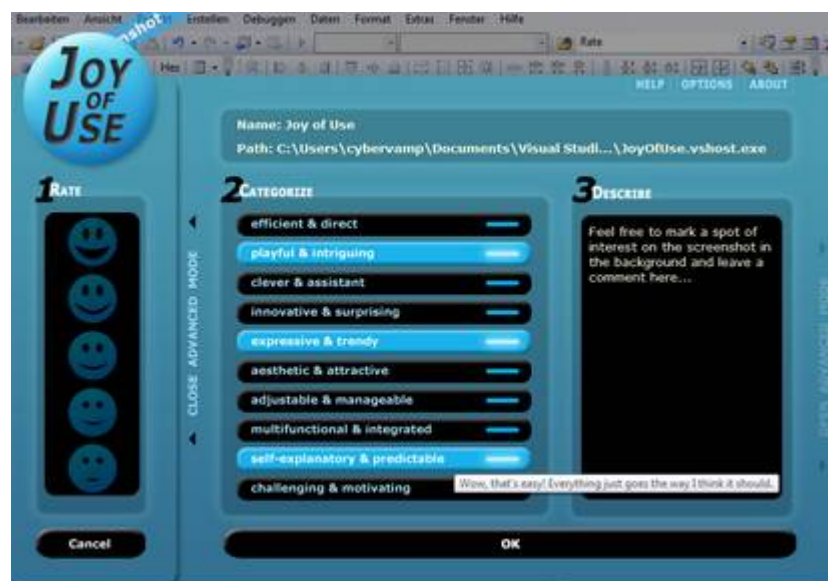 Bearbeiten Ansicht Erstellen Debuggen Daten Format Extras Fenster Hilfe
Rate
Hex
JOY
OF
USE
HELP OPTIONS ABOUT
Name: Joy of Use
Path: C:\Users\cybervamp\Documents\Visual Studi...\JoyOfUse.vshost.exe
1 RATE
2 CATEGORIZE
3 DESCRIBE
CLOSE ADVANCED MODE
efficient & direct
playful & intriguing
clever & assistant
innovative & surprising
expressive & trendy
aesthetic & attractive
adjustable & manageable
multifunctional & integrated
self-explanatory & predictable
challenging & motivating
Wow, that's easy! Everything just goes the way I think it should.
Feel free to mark a spot of
interest on the screenshot in
the background and leave a
comment here...
OPEN ADVANCED MODE
Cancel
OK